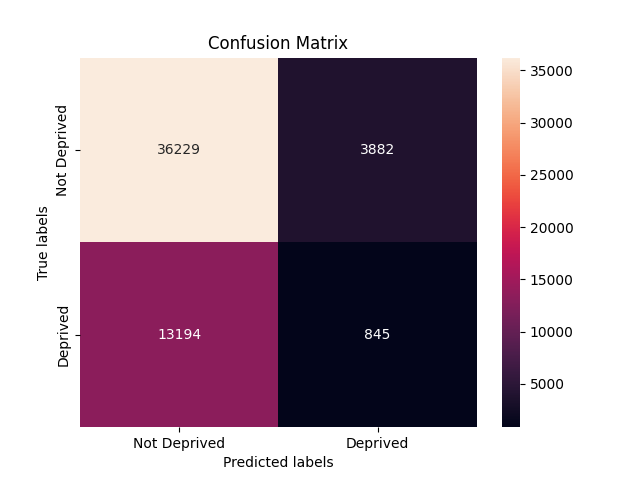 Confusion Matrix
True labels
Not Deprived
Deprived
36229
3882
13194
845
Not Deprived
Deprived
Predicted labels
35000
30000
25000
20000
15000
10000
5000